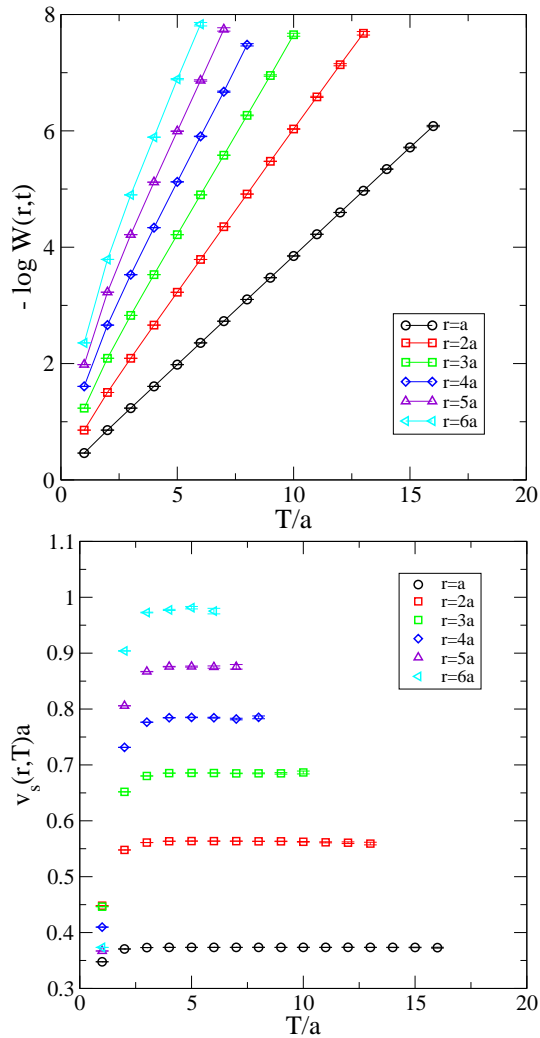 8
6
4
2
0
- log W(r,t)
r=a
r=2a
r=3a
r=4a
r=5a
r=6a
0 5 10 15 20
T/a
1.1
1
0.9
0.8
0.7
0.6
0.5
0.4
0.3
v_s(r,T)a
r=a
r=2a
r=3a
r=4a
r=5a
r=6a
0 5 10 15 20
T/a